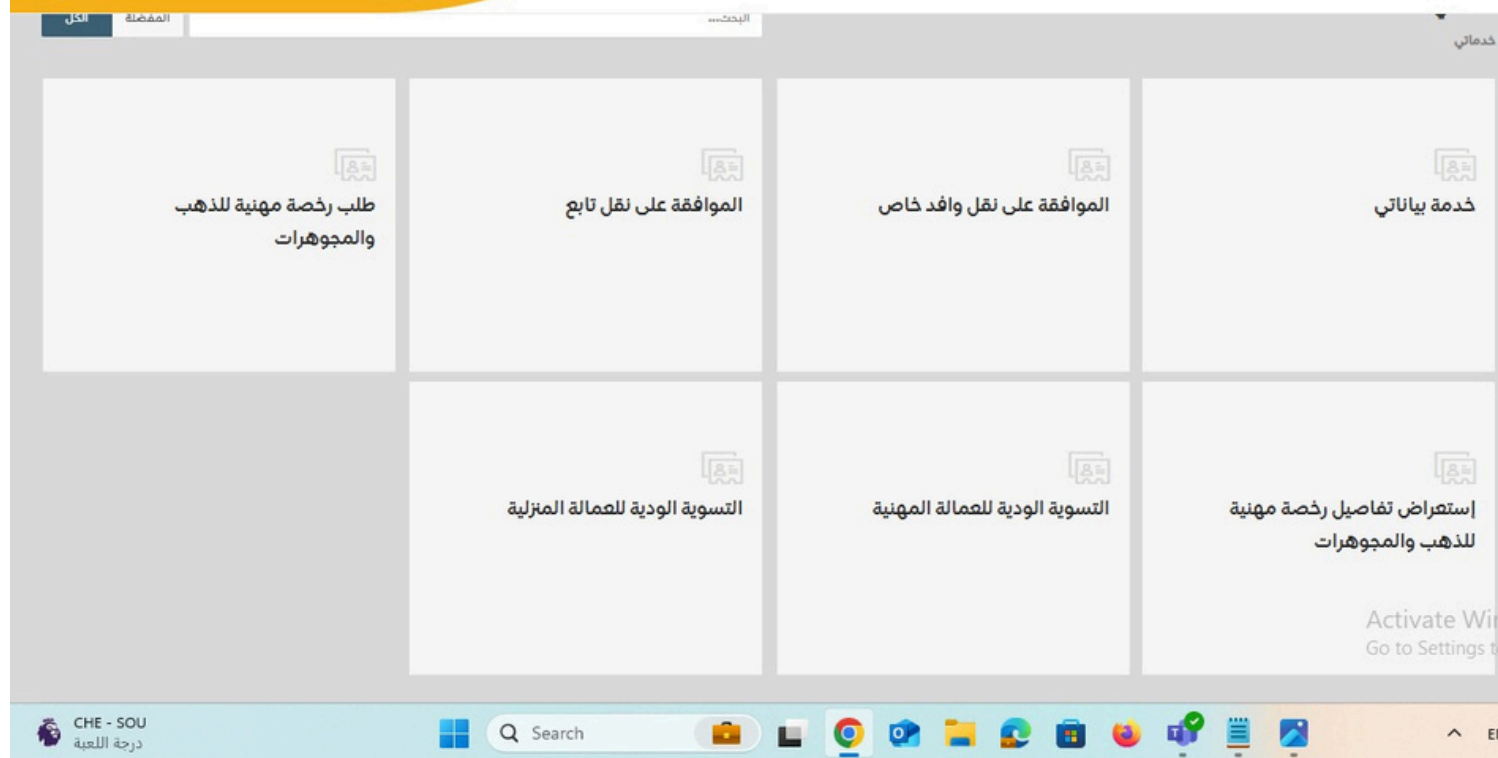 خدماتي
البحث...
المفضلة
الكل
خدمة بياناتي
الموافقة على نقل وافد خاص
الموافقة على نقل تابع
طلب رخصة مهنية للذهب
والمجوهرات
إستعراض تفاصيل رخصة مهنية
للذهب والمجوهرات
التسوية الودية للعمالة المهنية
التسوية الودية للعمالة المنزلية
Activate Wi
Go to Settings t
CHE - SOU
درجة اللعبة
Search